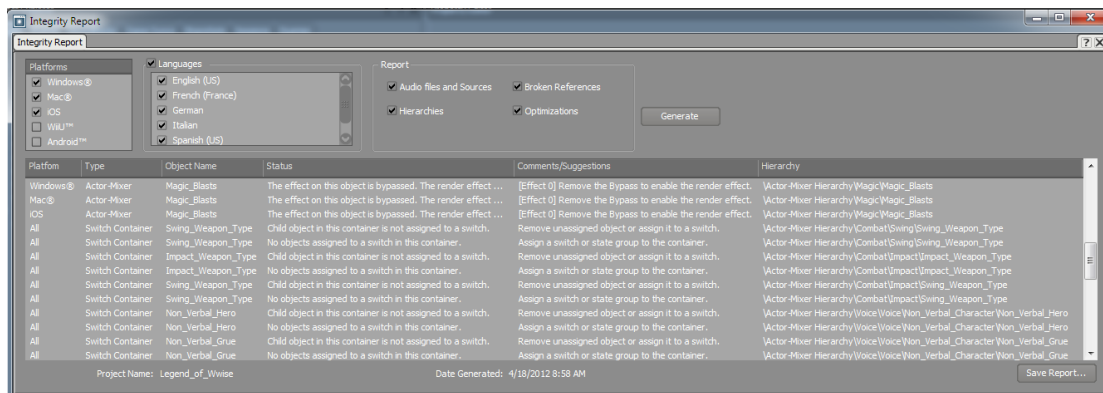 Integrity Report
Integrity Report
Platforms
Windows®
Mac®
iOS
WiiU™
Android™
Languages
English (US)
French (France)
German
Italian
Spanish (US)
Report
Audio files and Sources
Broken References
Hierarchies
Optimizations
Generate
Platfom Type Object Name Status Comments/Suggestions Hierarchy
Windows® Actor-Mixer Magic_Blasts The effect on this object is bypassed. The render effect ... [Effect 0] Remove the Bypass to enable the render effect. \Actor-Mixer Hierarchy\Magic\Magic_Blasts
Mac® Actor-Mixer Magic_Blasts The effect on this object is bypassed. The render effect ... [Effect 0] Remove the Bypass to enable the render effect. \Actor-Mixer Hierarchy\Magic\Magic_Blasts
iOS Actor-Mixer Magic_Blasts The effect on this object is bypassed. The render effect ... [Effect 0] Remove the Bypass to enable the render effect. \Actor-Mixer Hierarchy\Magic\Magic_Blasts
All Switch Container Swing_Weapon_Type Child object in this container is not assigned to a switch. Remove unassigned object or assign it to a switch. \Actor-Mixer Hierarchy\Combat\Swing\Swing_Weapon_Type
All Switch Container Swing_Weapon_Type No objects assigned to a switch in this container. Assign a switch or state group to the container. \Actor-Mixer Hierarchy\Combat\Swing\Swing_Weapon_Type
All Switch Container Impact_Weapon_Type Child object in this container is not assigned to a switch. Remove unassigned object or assign it to a switch. \Actor-Mixer Hierarchy\Combat\Impact\Impact_Weapon_Type
All Switch Container Impact_Weapon_Type No objects assigned to a switch in this container. Assign a switch or state group to the container. \Actor-Mixer Hierarchy\Combat\Impact\Impact_Weapon_Type
All Switch Container Swing_Weapon_Type Child object in this container is not assigned to a switch. Remove unassigned object or assign it to a switch. \Actor-Mixer Hierarchy\Combat\Impact\Swing_Weapon_Type
All Switch Container Swing_Weapon_Type No objects assigned to a switch in this container. Assign a switch or state group to the container. \Actor-Mixer Hierarchy\Combat\Impact\Swing_Weapon_Type
All Switch Container Non_Verbal_Hero Child object in this container is not assigned to a switch. Remove unassigned object or assign it to a switch. \Actor-Mixer Hierarchy\Voice\Voice\Non_Verbal_Character\Non_Verbal_Hero
All Switch Container Non_Verbal_Hero No objects assigned to a switch in this container. Assign a switch or state group to the container. \Actor-Mixer Hierarchy\Voice\Voice\Non_Verbal_Character\Non_Verbal_Hero
All Switch Container Non_Verbal_Grue Child object in this container is not assigned to a switch. Remove unassigned object or assign it to a switch. \Actor-Mixer Hierarchy\Voice\Voice\Non_Verbal_Character\Non_Verbal_Grue
All Switch Container Non_Verbal_Grue No objects assigned to a switch in this container. Assign a switch or state group to the container. \Actor-Mixer Hierarchy\Voice\Voice\Non_Verbal_Character\Non_Verbal_Grue
Project Name: Legend_of_Wwise Date Generated: 4/18/2012 8:58 AM Save Report...